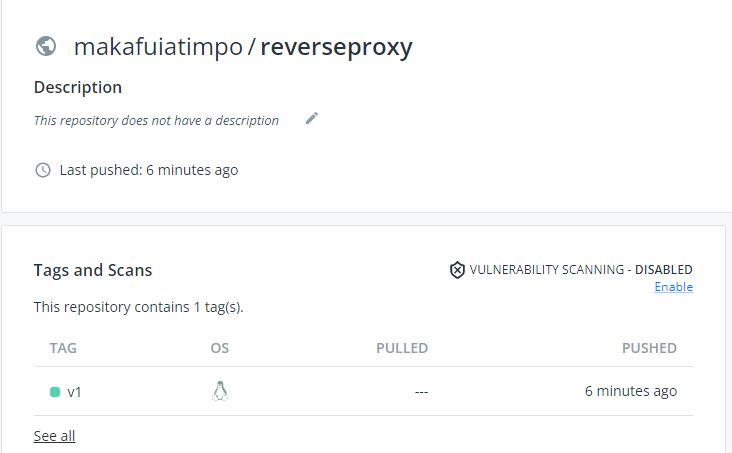 makafuiatimpo / reverseproxy
Description
This repository does not have a description
Last pushed: 6 minutes ago
Tags and Scans
VULNERABILITY SCANNING - DISABLED
Enable
This repository contains 1 tag(s).
TAG OS PULLED PUSHED
v1 --- 6 minutes ago
See all